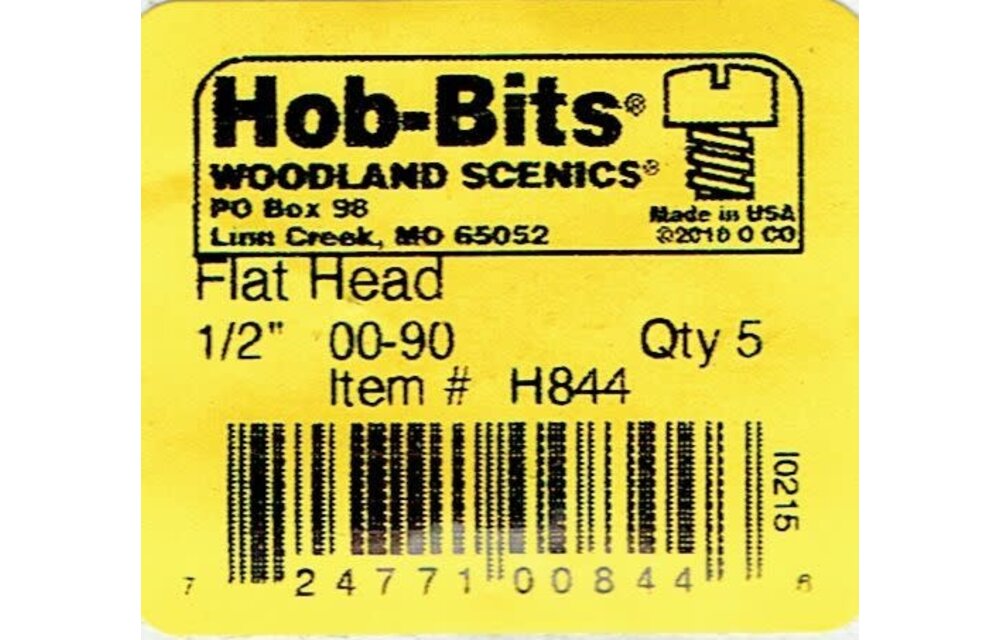 Hob-Bits®
WOODLAND SCENICS®
PO Box 98
Linn Creek, MO 65052
Made in USA
©2010 O CO
Flat Head
1/2" 00-90 Qty 5
Item # H844
I0215
7 24771 00844 6